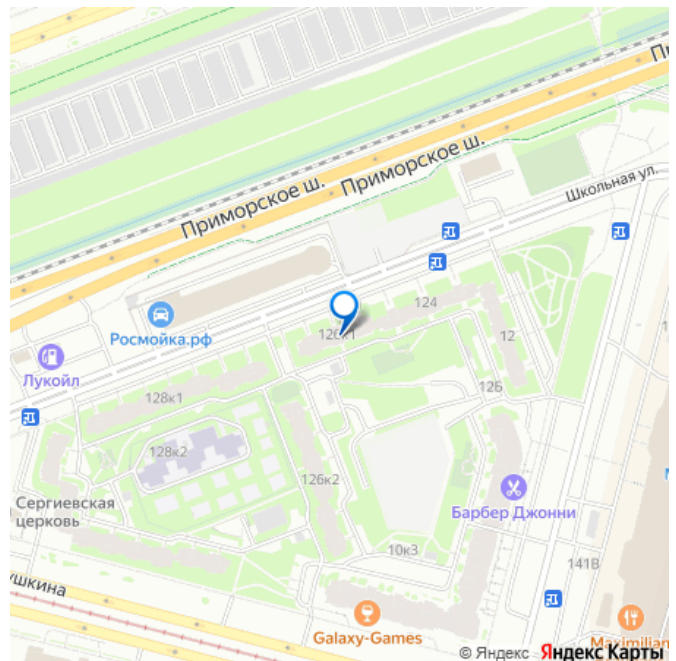 Приморское ш.
Приморское ш.
Школьная ул.
124
126к1
12
Росмойка.рф
Лукойл
128к1
12Б
128к2
126к2
Сергиевская
церковь
Барбер Джонни
10к3
141В
ушкина
Galaxy-Games
Maximilian
© Яндекс Яндекс Карты